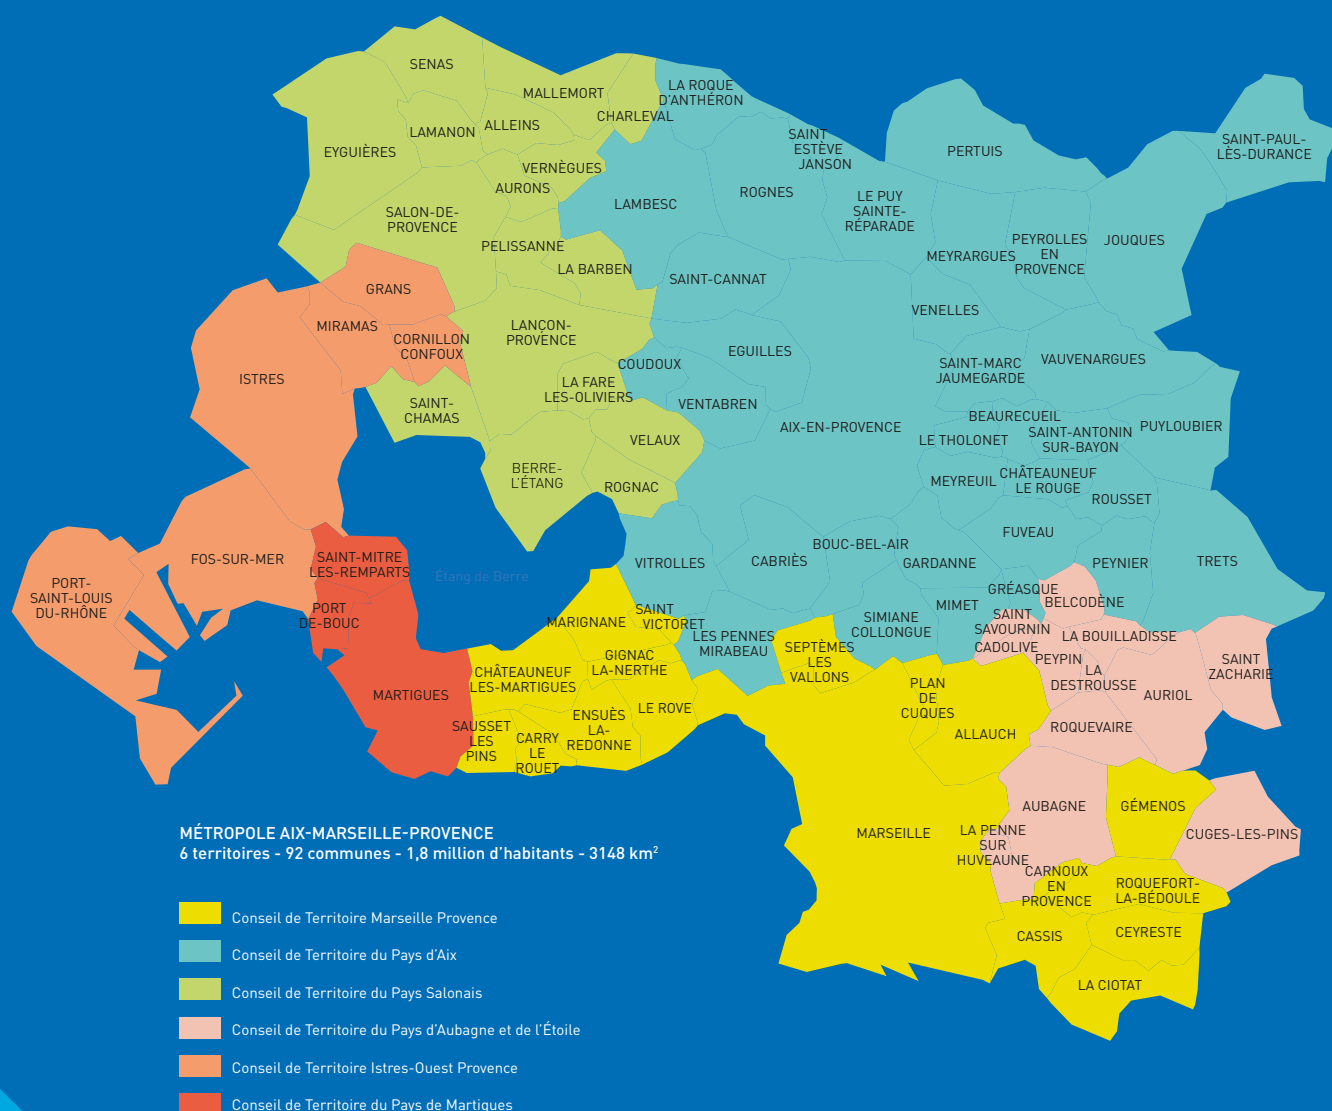 SENAS
MALLEMORT
LA ROQUE
D'ANTHÉRON
CHARLEVAL
LAMANON
ALLEINS
EYGUIÈRES
VERNÈGUES
AURONS
SAINT
ESTÈVE
JANSON
PERTUIS
SAINT-PAUL-
LÈS-DURANCE
SALON-DE-
PROVENCE
LAMBESC
ROGNES
LE PUY
SAINTE-
RÉPARADE
PELISSANNE
LA BARBEN
MEYRARGUES
PEYROLLES
EN
PROVENCE
JOUQUES
GRANS
SAINT-CANNAT
MIRAMAS
CORNILLON
CONFOUX
LANÇON-
PROVENCE
VENELLES
ISTRES
COUDOUX
EGUILLES
SAINT-MARC
JAUMEGARDE
VAUVENARGUES
SAINT-
CHAMAS
LA FARE
LES-OLIVIERS
VENTABREN
AIX-EN-PROVENCE
BEAURECUEIL
LE THOLONET
SAINT-ANTONIN
SUR-BAYON
PUYLOUBIER
VELAUX
BERRE-
L'ÉTANG
ROGNAC
MEYREUIL
CHÂTEAUNEUF
LE ROUGE
ROUSSET
FUVEAU
FOS-SUR-MER
SAINT-MITRE
LES-REMPARTS
Étang de Berre
VITROLLES
CABRIÈS
BOUC-BEL-AIR
GARDANNE
PEYNIER
TRETS
PORT-
SAINT-LOUIS
DU-RHÔNE
PORT
DE-BOUC
GRÉASQUE
BELCODÈNE
MARIGNANE
SAINT
VICTORET
LES PENNES
MIRABEAU
SIMIANE
COLLONGUE
MIMET
SAINT
SAVOURNIN
CADOLIVE
LA BOUILLADISSE
SEPTÈMES
LES
VALLONS
GIGNAC
LA-NERTHE
CHÂTEAUNEUF
LES-MARTIGUES
PEYPIN
LA
DESTROUSSE
SAINT
ZACHARIE
MARTIGUES
PLAN
DE
CUQUES
AURIOL
LE ROVE
ENSUÈS
LA-
REDONNE
SAUSSET
LES
PINS
CARRY
LE
ROUET
ALLAUCH
ROQUEVAIRE
AUBAGNE
GÉMENOS
MARSEILLE
LA PENNE
SUR
HUVEAUNE
CUGES-LES-PINS
CARNOUX
EN
PROVENCE
ROQUEFORT-
LA-BÉDOULE
CASSIS
CEYRESTE
LA CIOTAT
MÉTROPOLE AIX-MARSEILLE-PROVENCE
6 territoires - 92 communes - 1,8 million d'habitants - 3148 km²
Conseil de Territoire Marseille Provence
Conseil de Territoire du Pays d'Aix
Conseil de Territoire du Pays Salonais
Conseil de Territoire du Pays d'Aubagne et de l'Étoile
Conseil de Territoire Istres-Ouest Provence
Conseil de Territoire du Pays de Martigues